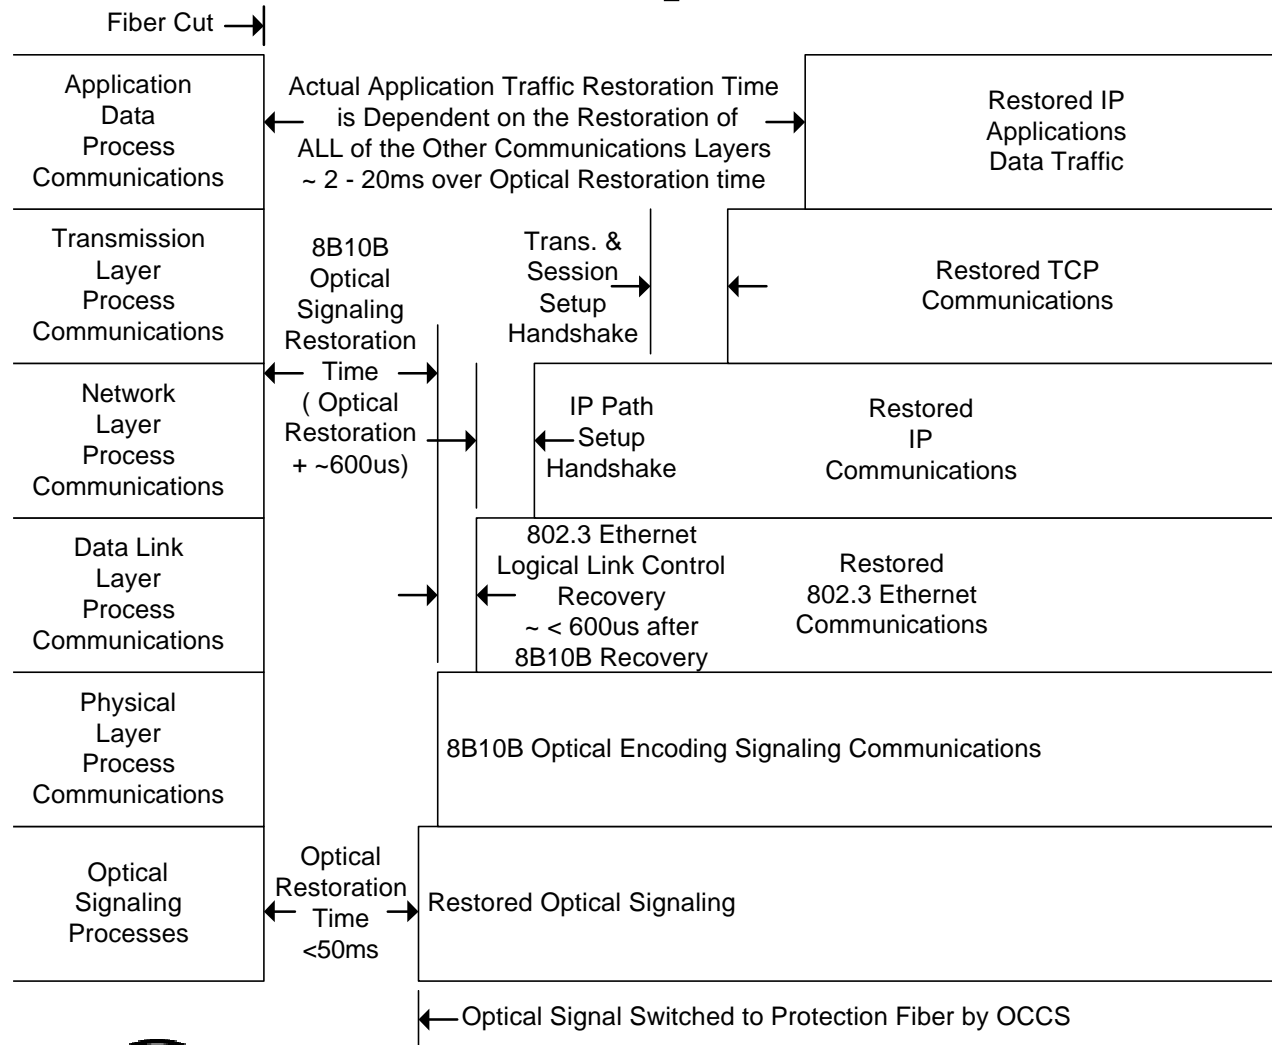 Fiber Cut
Application
Data
Process
Communications
Actual Application Traffic Restoration Time
is Dependent on the Restoration of
ALL of the Other Communications Layers
~ 2 - 20ms over Optical Restoration time
Restored IP
Applications
Data Traffic
Transmission
Layer
Process
Communications
8B10B
Optical
Signaling
Restoration
Time
( Optical
Restoration
+ ~600us)
Trans. &
Session
Setup
Handshake
Restored TCP
Communications
Network
Layer
Process
Communications
IP Path
Setup
Handshake
Restored
IP
Communications
Data Link
Layer
Process
Communications
802.3 Ethernet
Logical Link Control
Recovery
~ < 600us after
8B10B Recovery
Restored
802.3 Ethernet
Communications
Physical
Layer
Process
Communications
8B10B Optical Encoding Signaling Communications
Optical
Signaling
Processes
Optical
Restoration
Time
<50ms
Restored Optical Signaling
Optical Signal Switched to Protection Fiber by OCCS